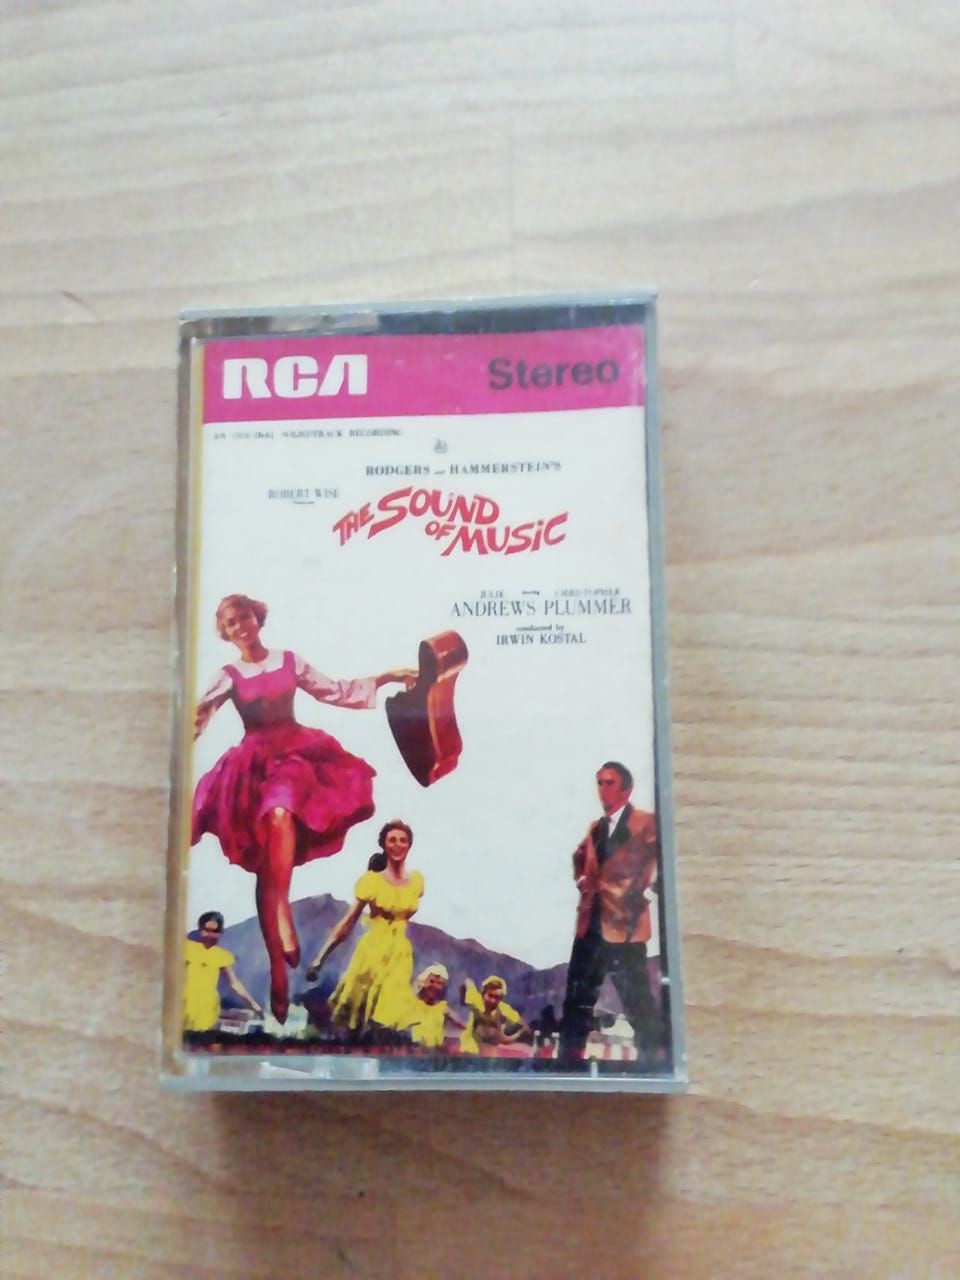 RCA Stereo
AN ORIGINAL SOUNDTRACK RECORDING
RODGERS and HAMMERSTEIN'S
ROBERT WISE
THE SOUND
OF MUSIC
JULIE CHRISTOPHER
ANDREWS PLUMMER
conducted by
IRWIN KOSTAL